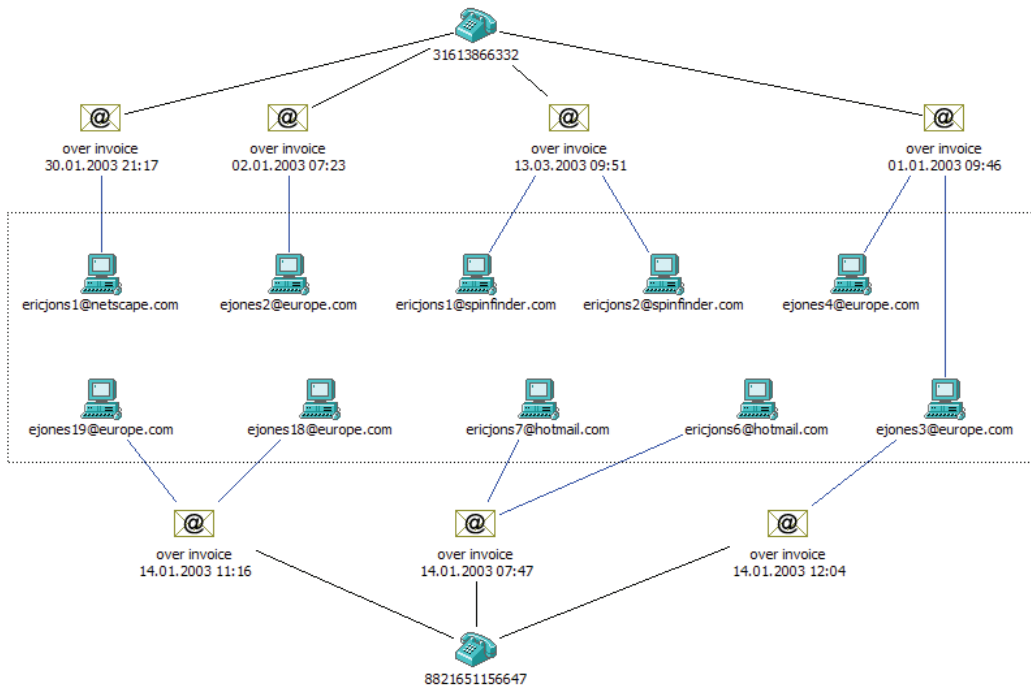 31613866332
over invoice
30.01.2003 21:17
over invoice
02.01.2003 07:23
over invoice
13.03.2003 09:51
over invoice
01.01.2003 09:46
ericjons1@netscape.com
ejones2@europe.com
ericjons1@spinfinder.com
ericjons2@spinfinder.com
ejones4@europe.com
ejones19@europe.com
ejones18@europe.com
ericjons7@hotmail.com
ericjons6@hotmail.com
ejones3@europe.com
over invoice
14.01.2003 11:16
over invoice
14.01.2003 07:47
over invoice
14.01.2003 12:04
8821651156647